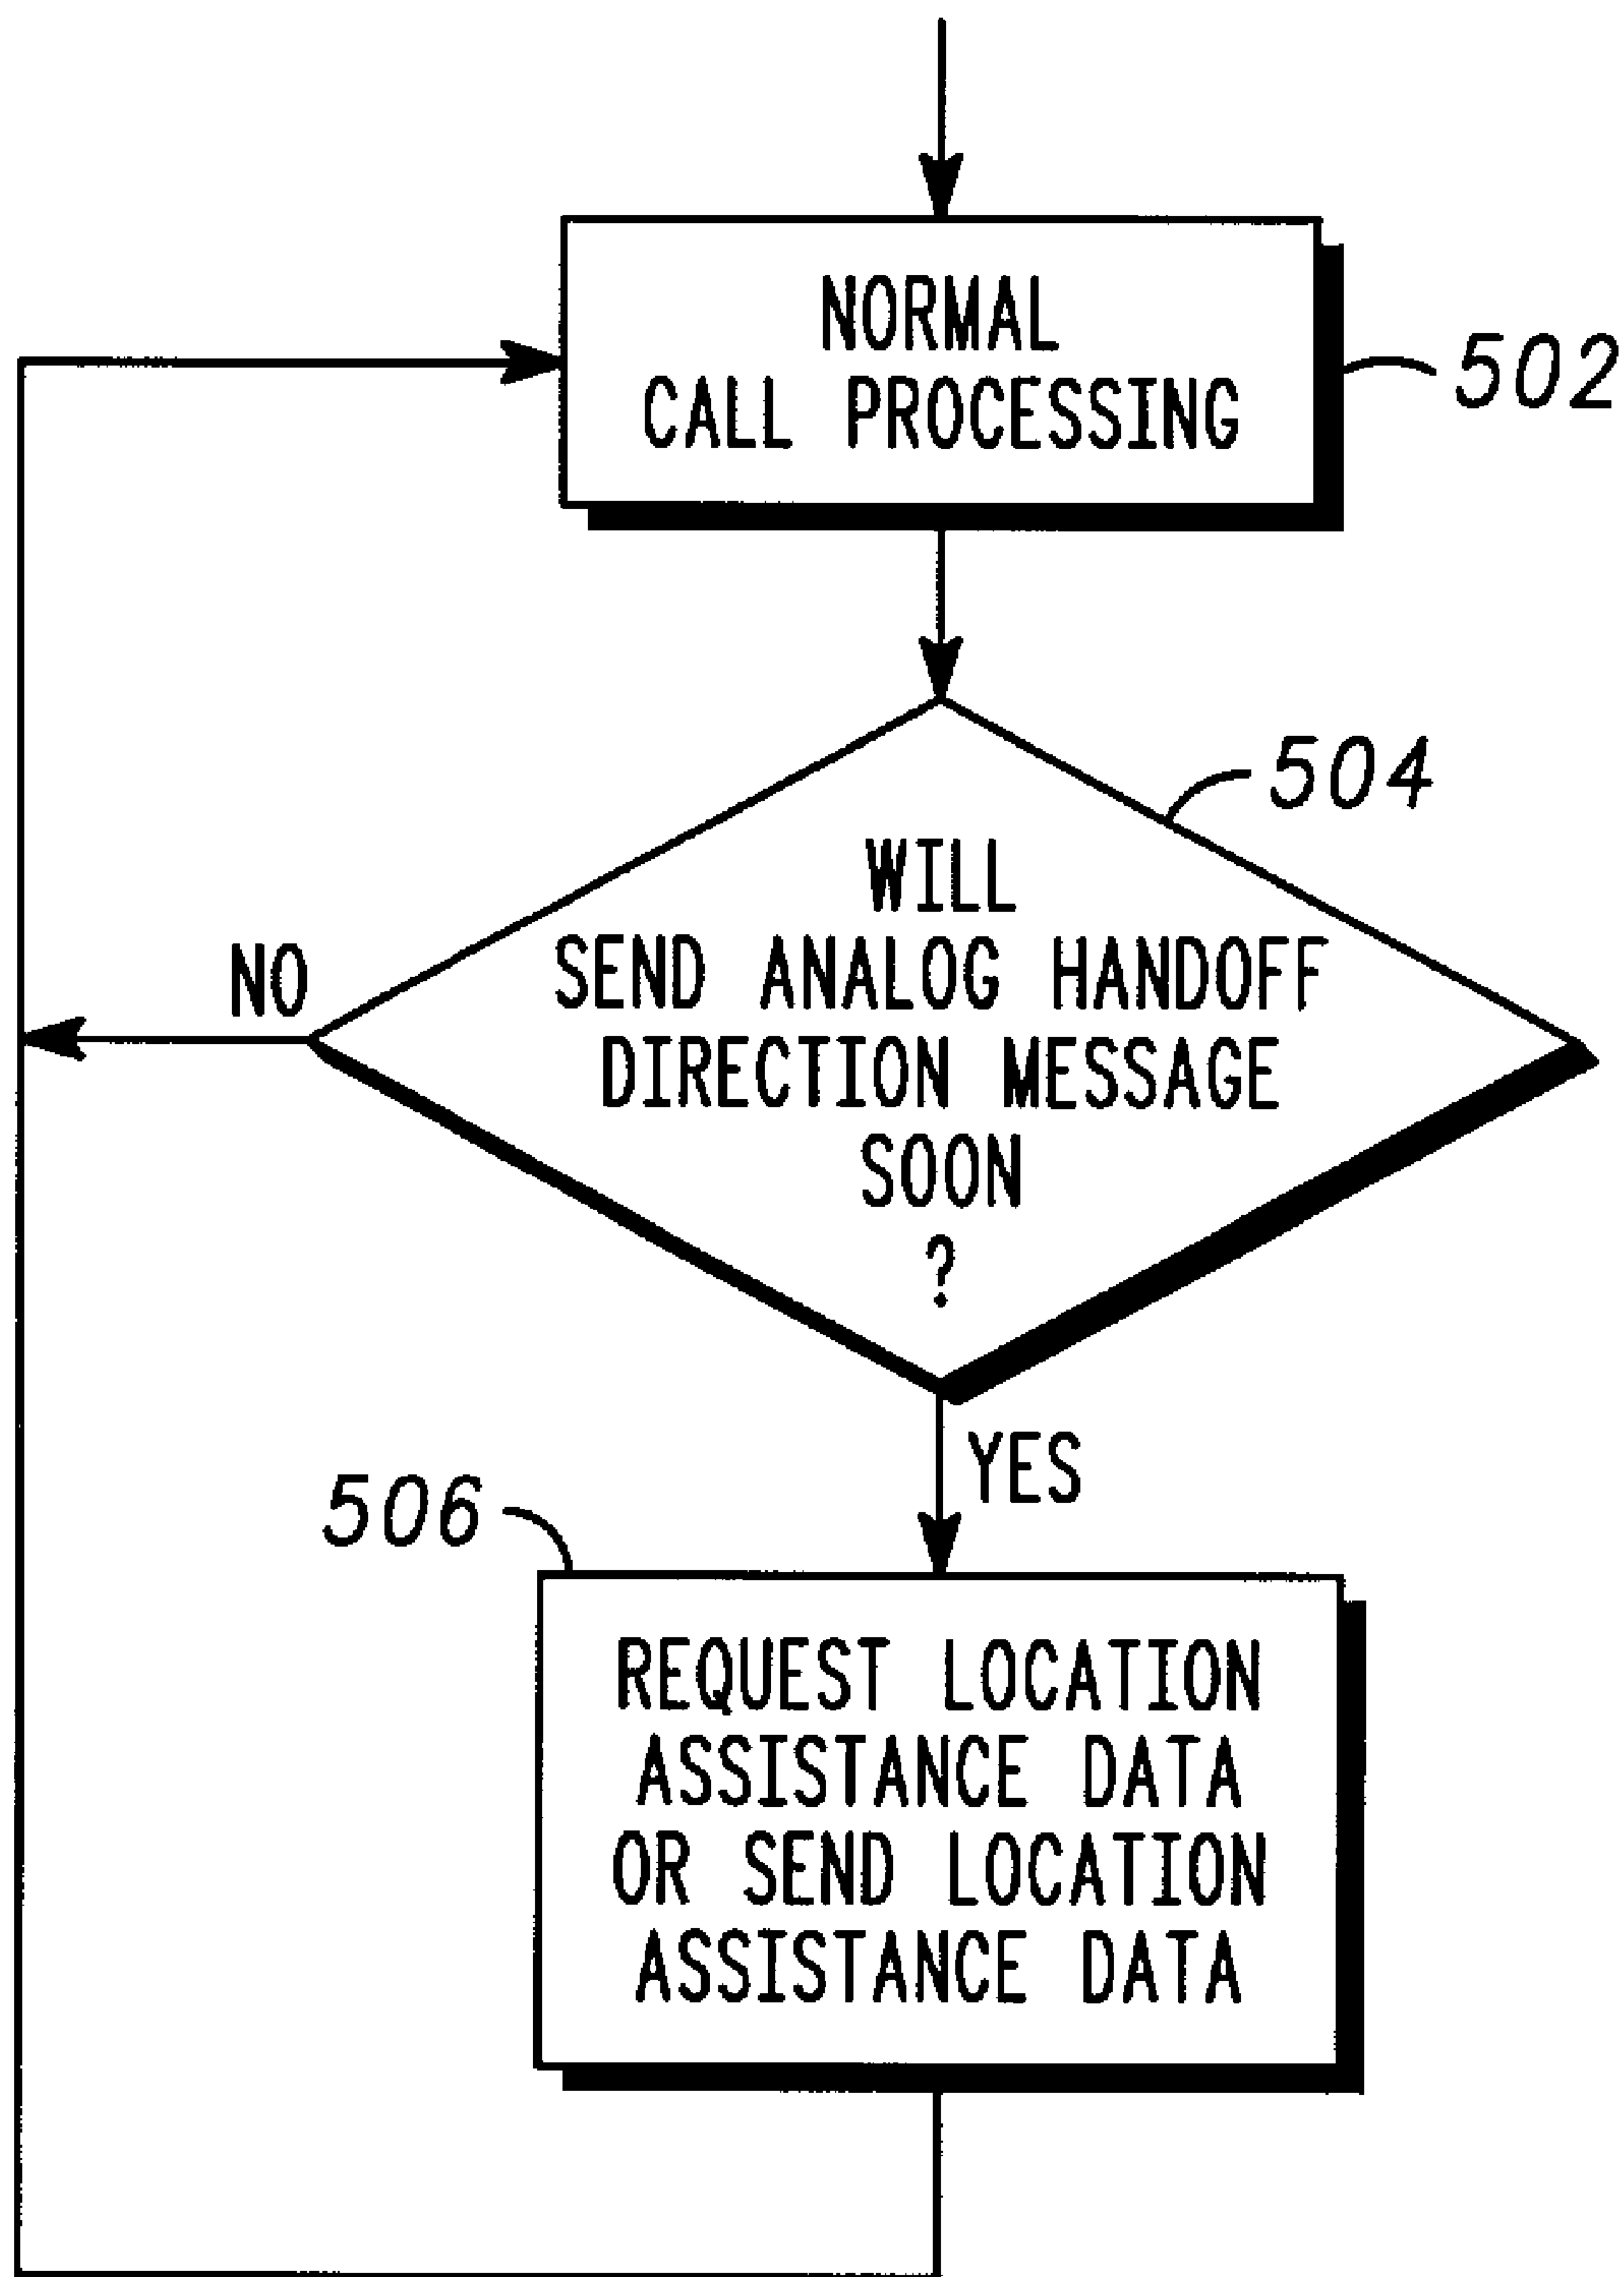 NORMAL
CALL PROCESSING
502
504
WILL
SEND ANALOG HANDOFF
DIRECTION MESSAGE
SOON
?
NO
YES
506
REQUEST LOCATION
ASSISTANCE DATA
OR SEND LOCATION
ASSISTANCE DATA